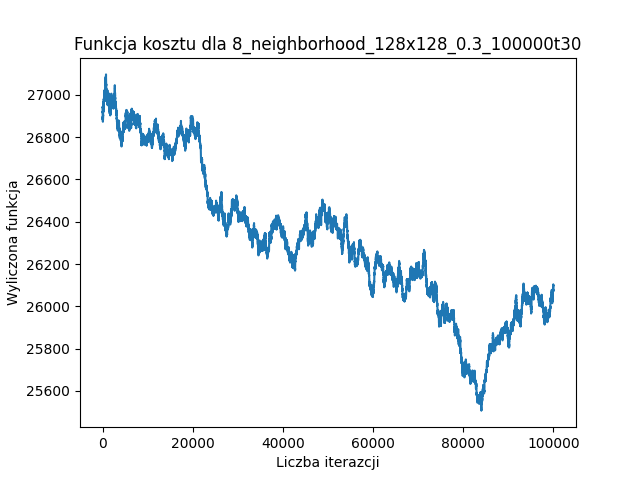 Funkcja kosztu dla 8_neighborhood_128x128_0.3_100000t30
27000
26800
26600
26400
26200
26000
25800
25600
Wyliczona funkcja
0 20000 40000 60000 80000 100000
Liczba iterazcji